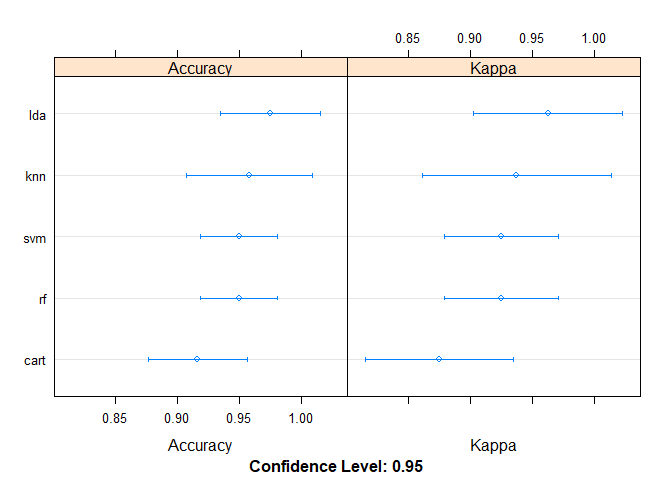 0.85 0.90 0.95 1.00
Accuracy Kappa
lda
knn
svm
rf
cart
0.85 0.90 0.95 1.00
Accuracy Kappa
Confidence Level: 0.95